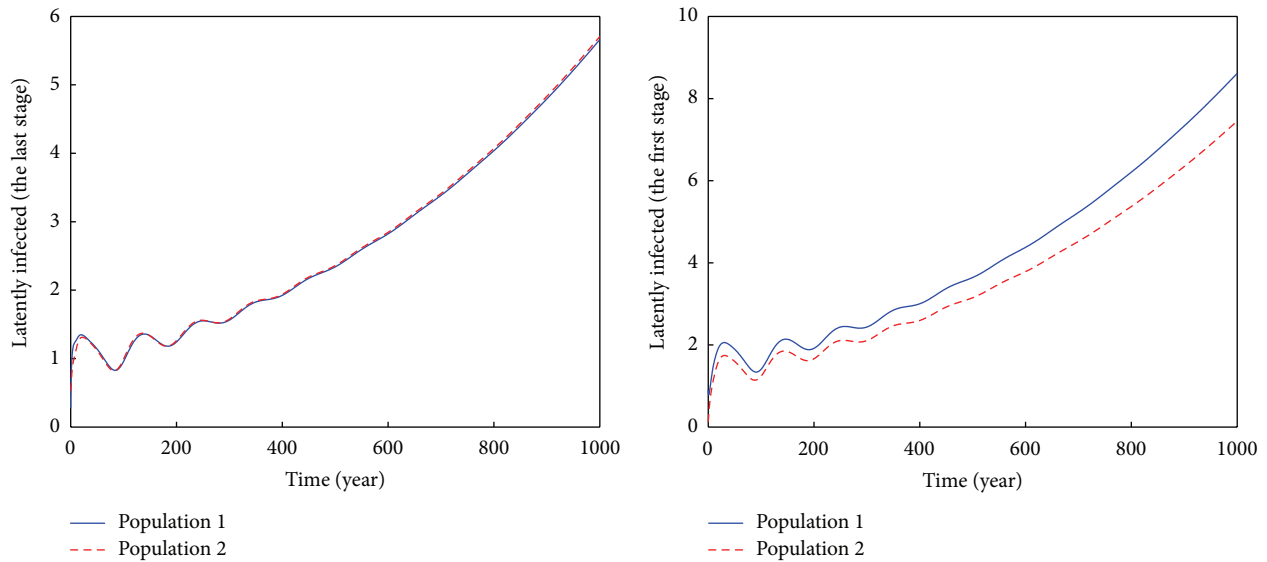 6
5
4
3
2
1
0
Latently infected (the last stage)
0 200 400 600 800 1000
Time (year)
Population 1
Population 2
10
8
6
4
2
0
Latently infected (the first stage)
0 200 400 600 800 1000
Time (year)
Population 1
Population 2